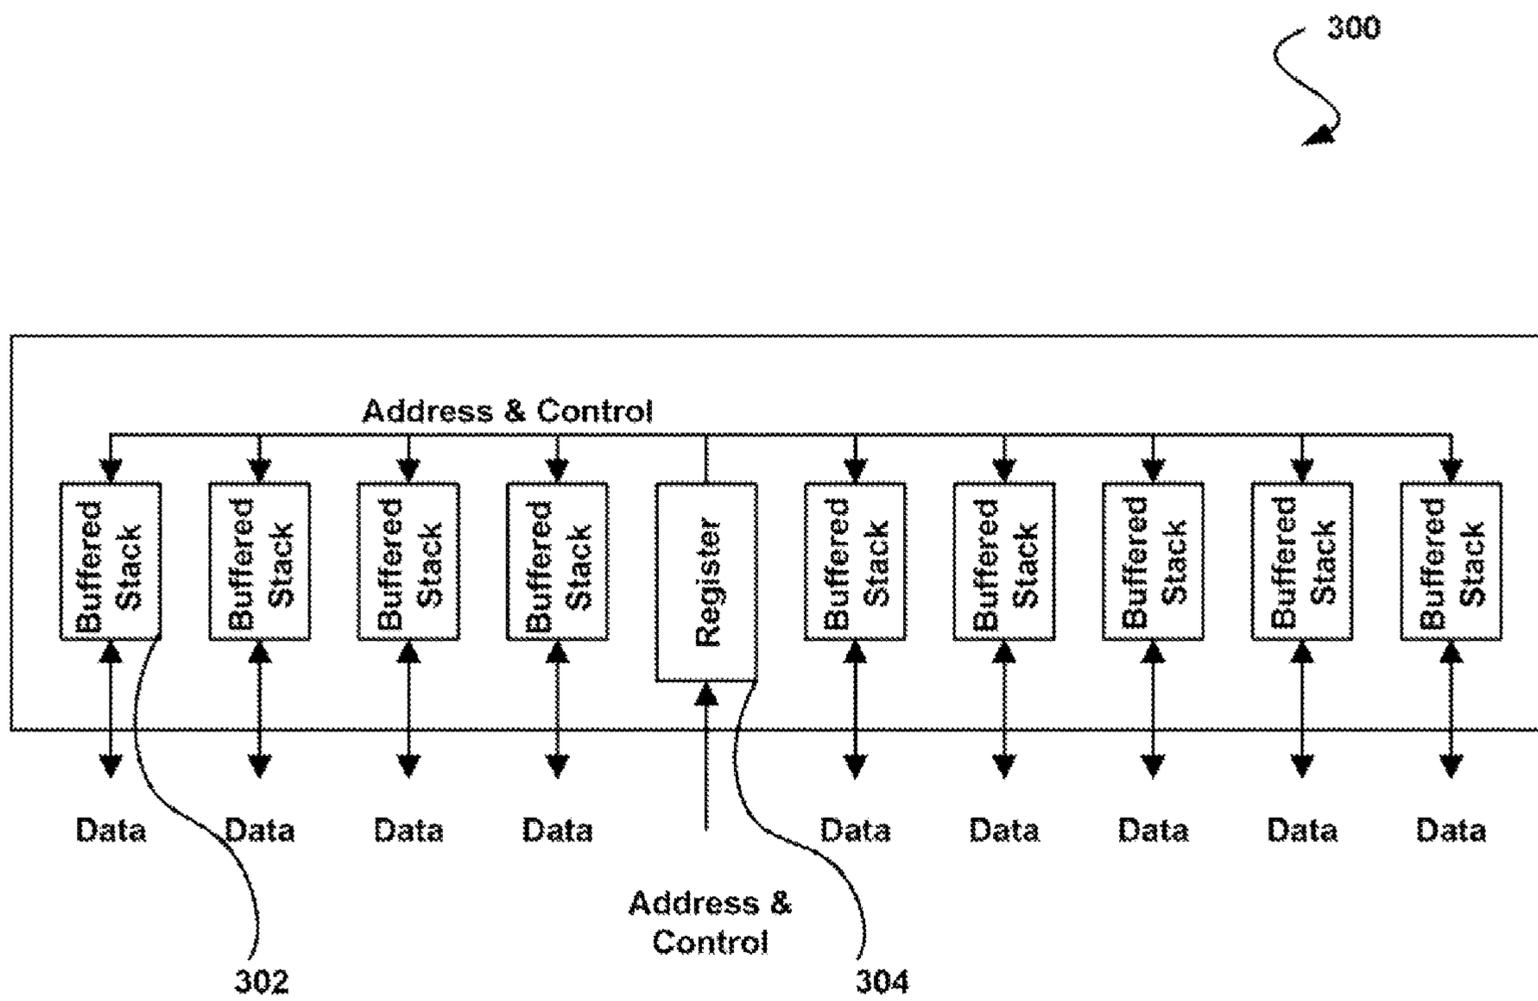 300
Address & Control
Buffered
Stack
Buffered
Stack
Buffered
Stack
Buffered
Stack
Register
Buffered
Stack
Buffered
Stack
Buffered
Stack
Buffered
Stack
Buffered
Stack
Data
Data
Data
Data
Data
Data
Data
Data
Data
Address &
Control
302
304